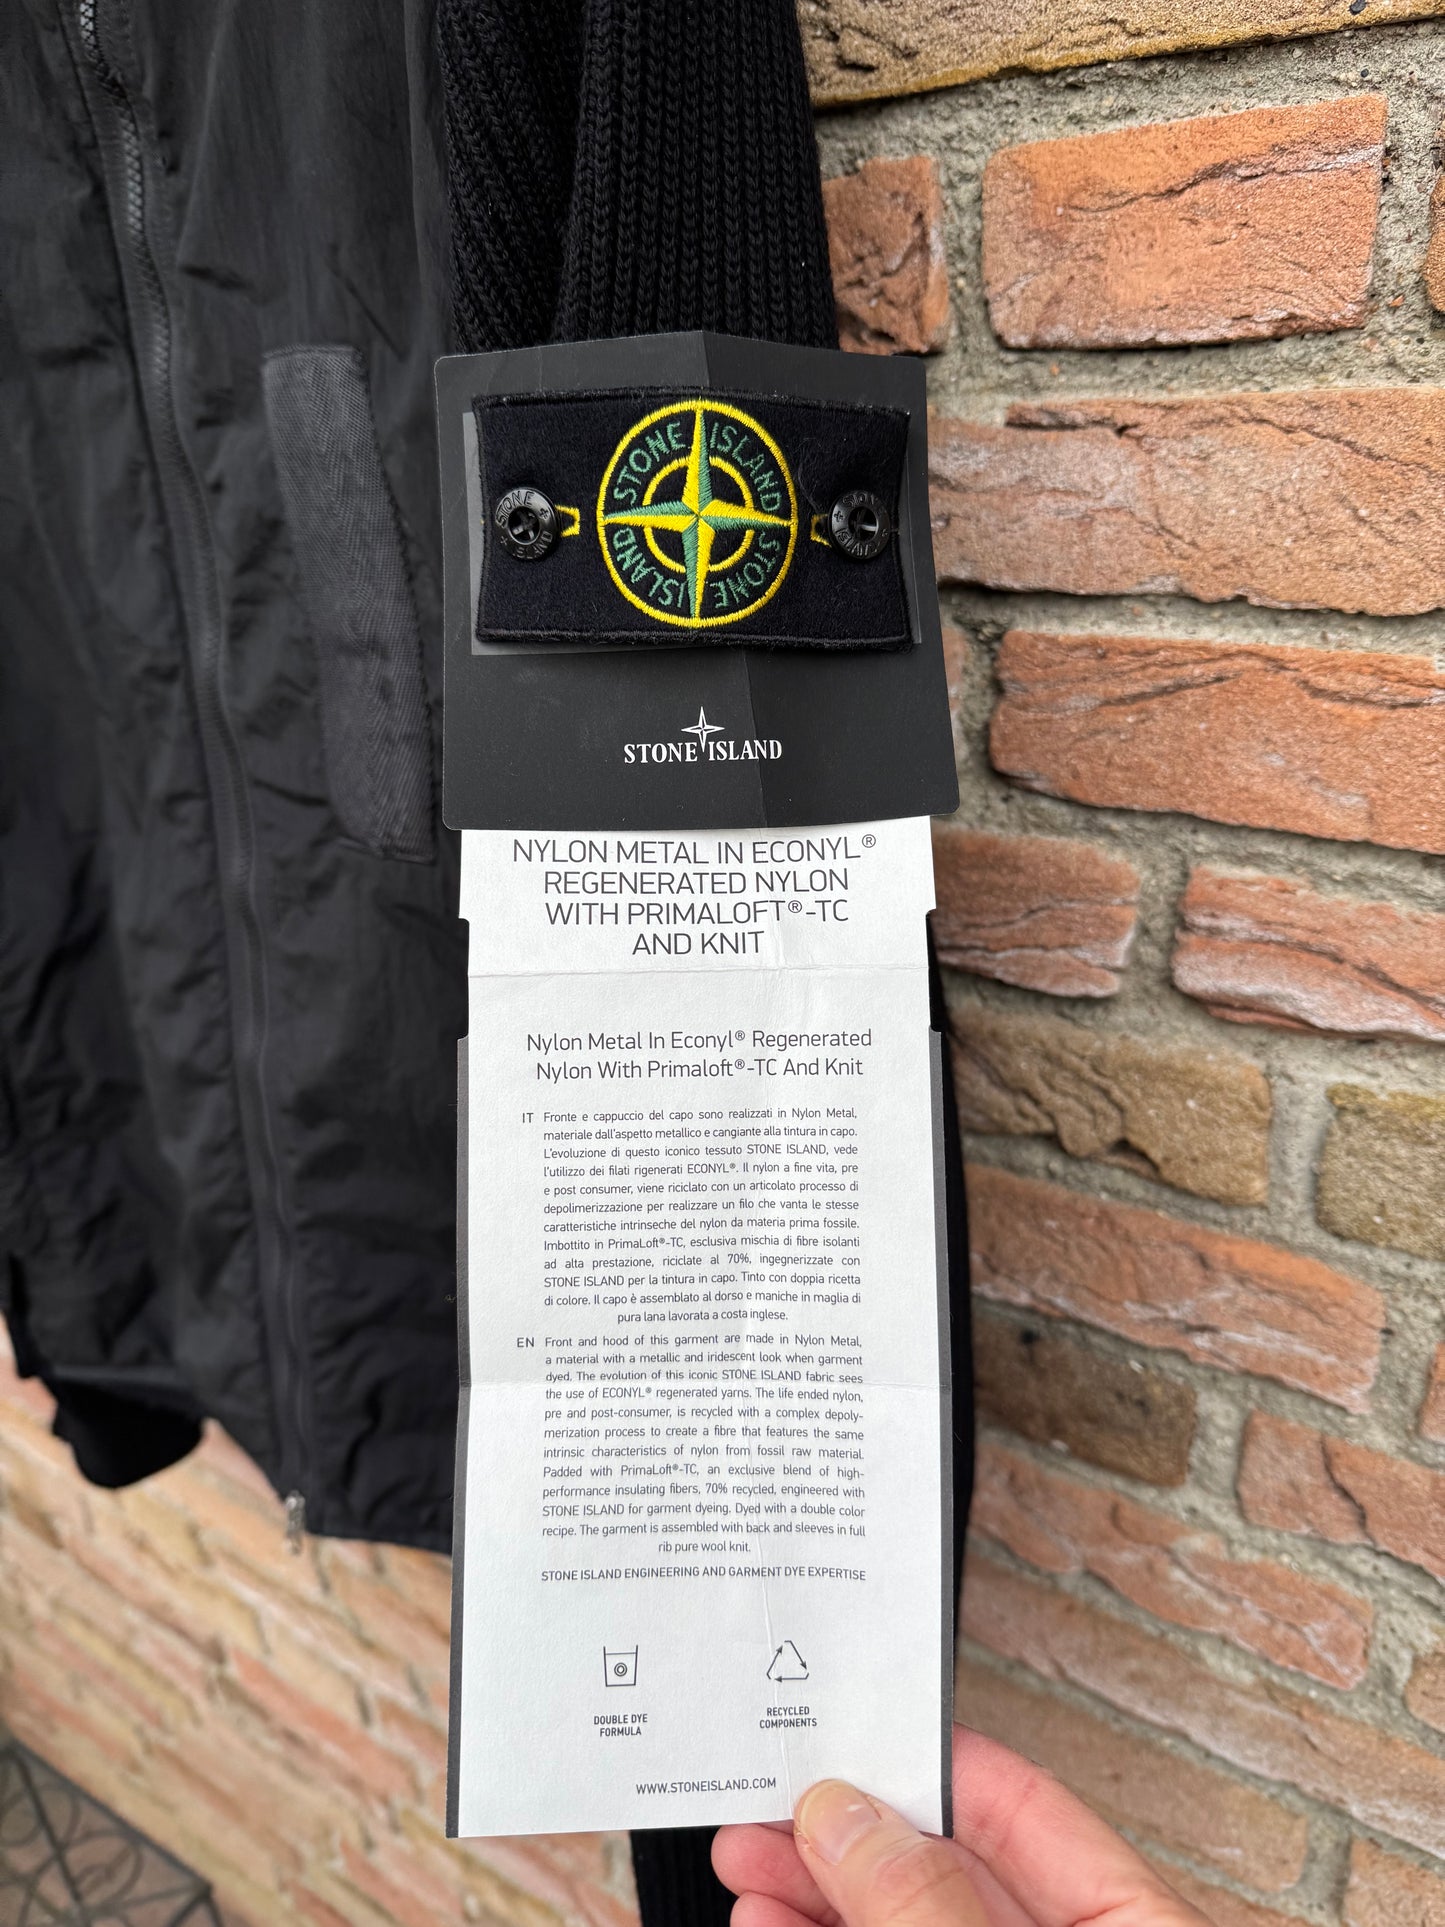 STONE ISLAND
STONE ISLAND
STONE
ISLAND
STONE
ISLAND
STONE ISLAND
NYLON METAL IN ECONYL®
REGENERATED NYLON
WITH PRIMALOFT®-TC
AND KNIT
Nylon Metal In Econyl® Regenerated
Nylon With Primaloft®-TC And Knit
IT Fronte e cappuccio del capo sono realizzati in Nylon Metal,
materiale dall'aspetto metallico e cangiante alla tintura in capo.
L'evoluzione di questo iconico tessuto STONE ISLAND, vede
l'utilizzo dei filati rigenerati ECONYL®. Il nylon a fine vita, pre
e post consumer, viene riciclato con un articolato processo di
depolimerizzazione per realizzare un filo che vanta le stesse
caratteristiche intrinseche del nylon da materia prima fossile.
Imbottito in PrimaLoft®-TC, esclusiva mischia di fibre isolanti
ad alta prestazione, riciclate al 70%, ingegnerizzate con
STONE ISLAND per la tintura in capo. Tinto con doppia ricetta
di colore. Il capo è assemblato al dorso e maniche in maglia di
pura lana lavorata a costa inglese.
EN Front and hood of this garment are made in Nylon Metal,
a material with a metallic and iridescent look when garment
dyed. The evolution of this iconic STONE ISLAND fabric sees
the use of ECONYL® regenerated yarns. The life ended nylon,
pre and post-consumer, is recycled with a complex depoly-
merization process to create a fibre that features the same
intrinsic characteristics of nylon from fossil raw material.
Padded with PrimaLoft®-TC, an exclusive blend of high-
performance insulating fibers, 70% recycled, engineered with
STONE ISLAND for garment dyeing. Dyed with a double color
recipe. The garment is assembled with back and sleeves in full
rib pure wool knit.
STONE ISLAND ENGINEERING AND GARMENT DYE EXPERTISE
DOUBLE DYE
FORMULA
RECYCLED
COMPONENTS
WWW.STONEISLAND.COM